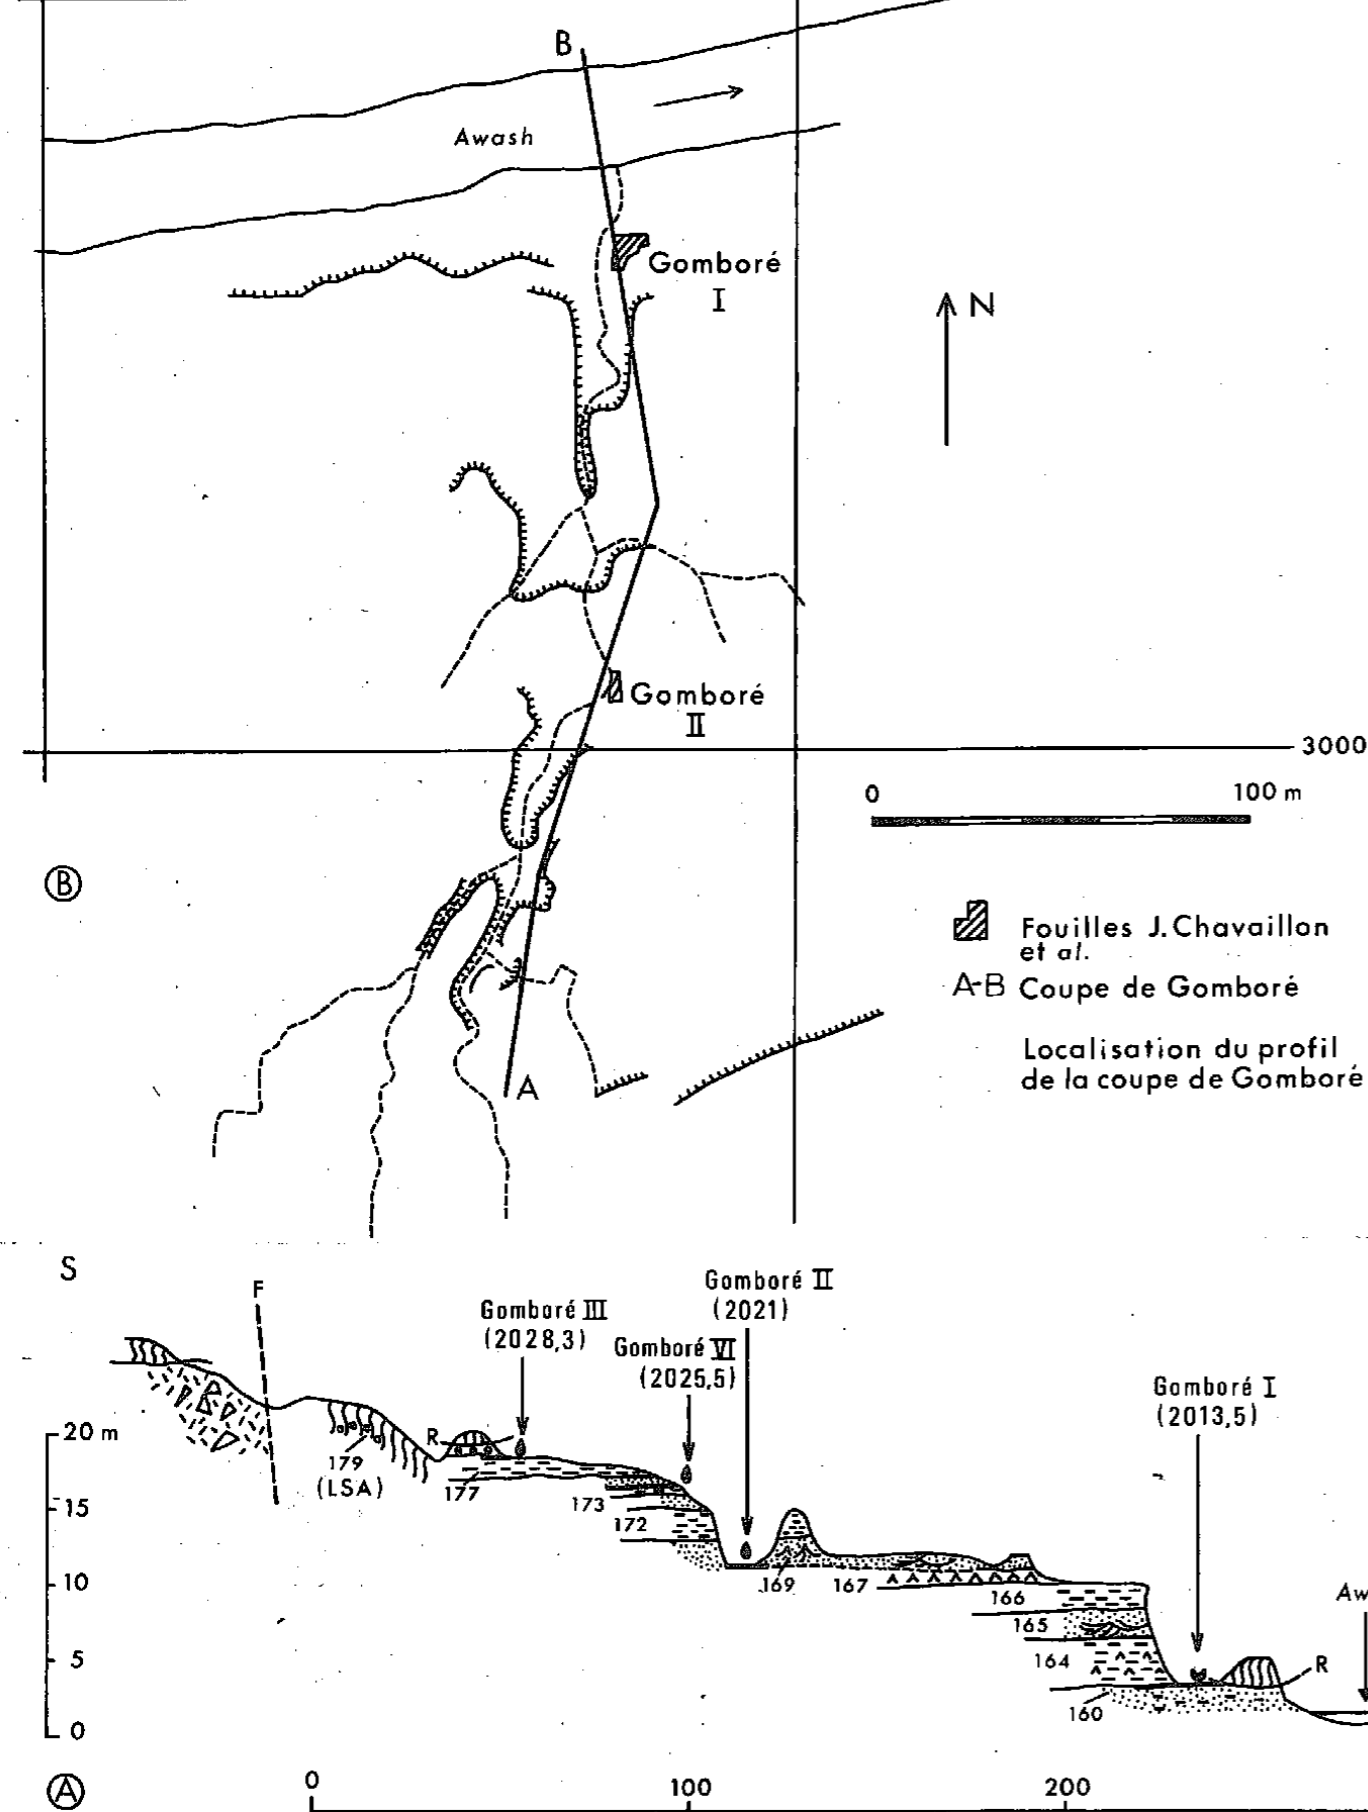 B
Awash
Gomboré
I
N
Gomboré
II
3000
0 100 m
B
Fouilles J. Chavaillon
et al.
A-B Coupe de Gomboré
Localisation du profil
de la coupe de Gomboré
A
S
F
Gomboré III
(2028,3)
Gomboré VI
(2025,5)
Gomboré II
(2021)
Gomboré I
(2013,5)
20 m
15
10
5
0
R
179
(LSA)
177
173
172
169
167
166
165
164
160
R
Aw
A
0 100 200